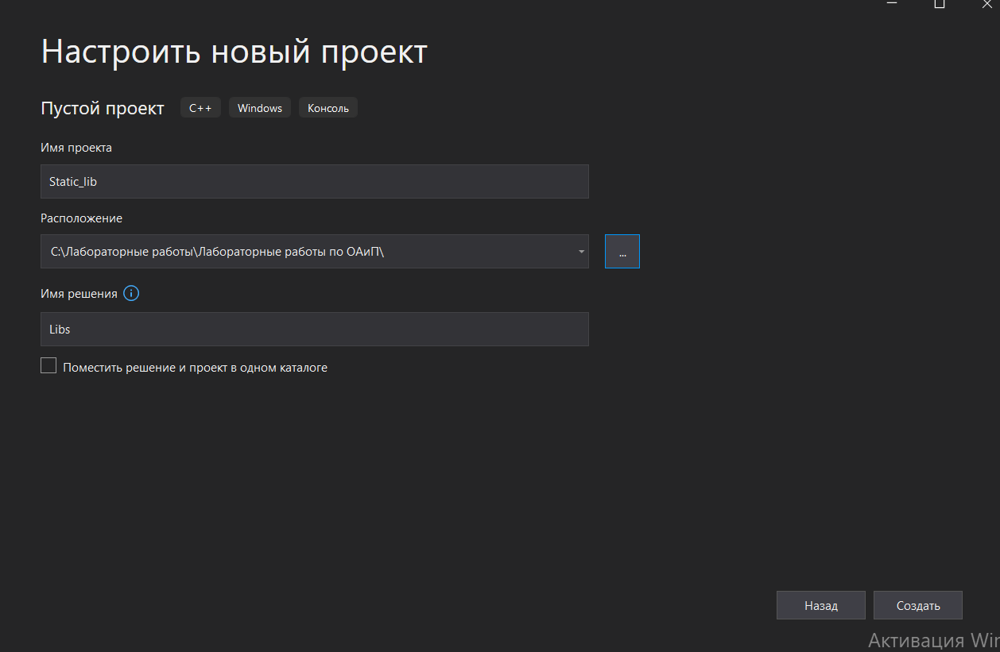 Настроить новый проект
Пустой проект C++ Windows Консоль
Имя проекта
Static_lib
Расположение
C:\Лабораторные работы\Лабораторные работы по ОАиП\
...
Имя решения
Libs
Поместить решение и проект в одном каталоге
Назад Создать
Активация Win